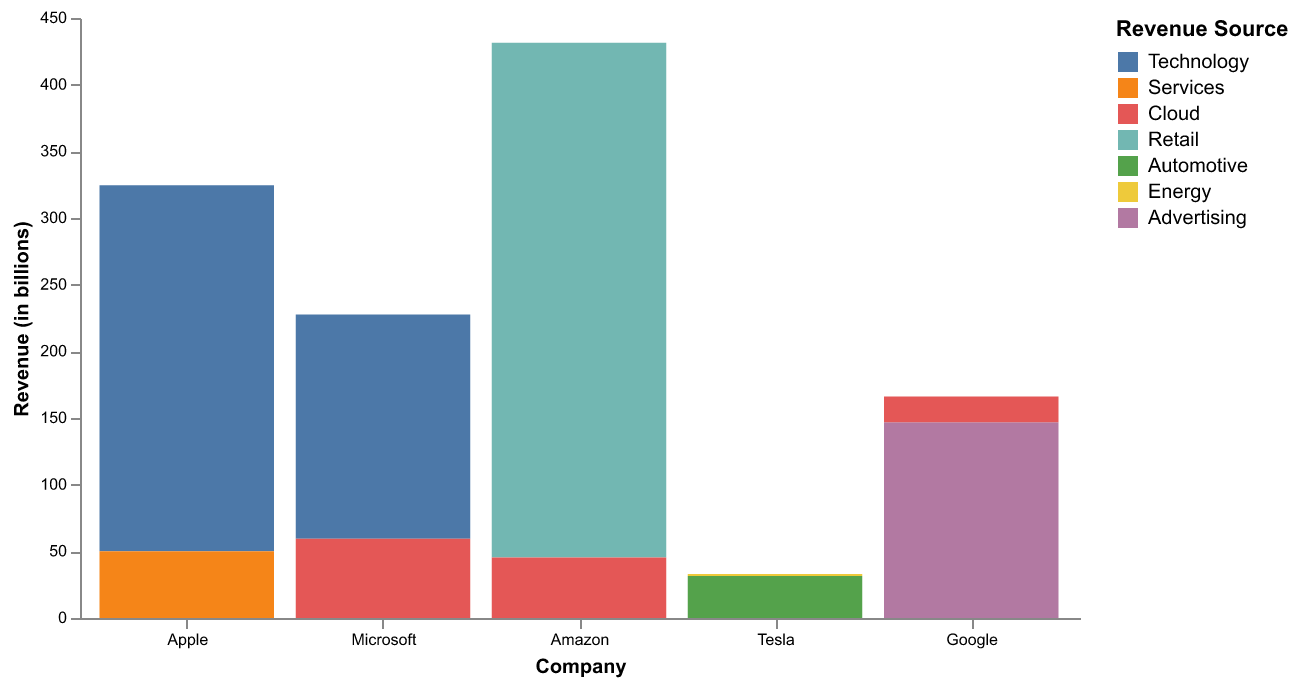 450
400
350
300
250
200
150
100
50
0
Revenue (in billions)
Apple
Microsoft
Amazon
Tesla
Google
Company
Revenue Source
Technology
Services
Cloud
Retail
Automotive
Energy
Advertising